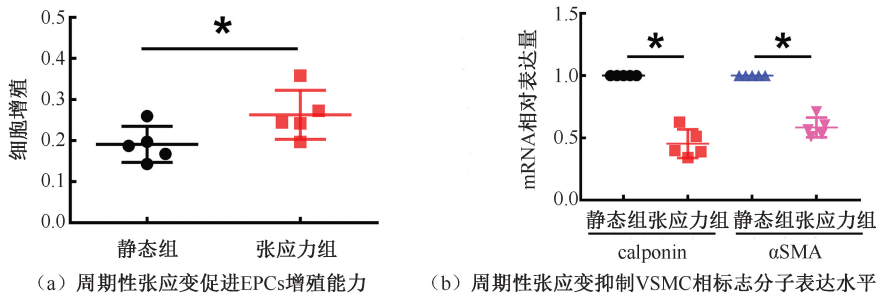 0.5
0.4
0.3
0.2
0.1
0.0
细胞增殖
*
静态组
张应力组
(a) 周期性张应变促进EPCs增殖能力
1.5
1.0
0.5
0.0
mRNA相对表达量
*
*
静态组张应力组
静态组张应力组
calponin
αSMA
(b) 周期性张应变抑制VSMC相标志分子表达水平